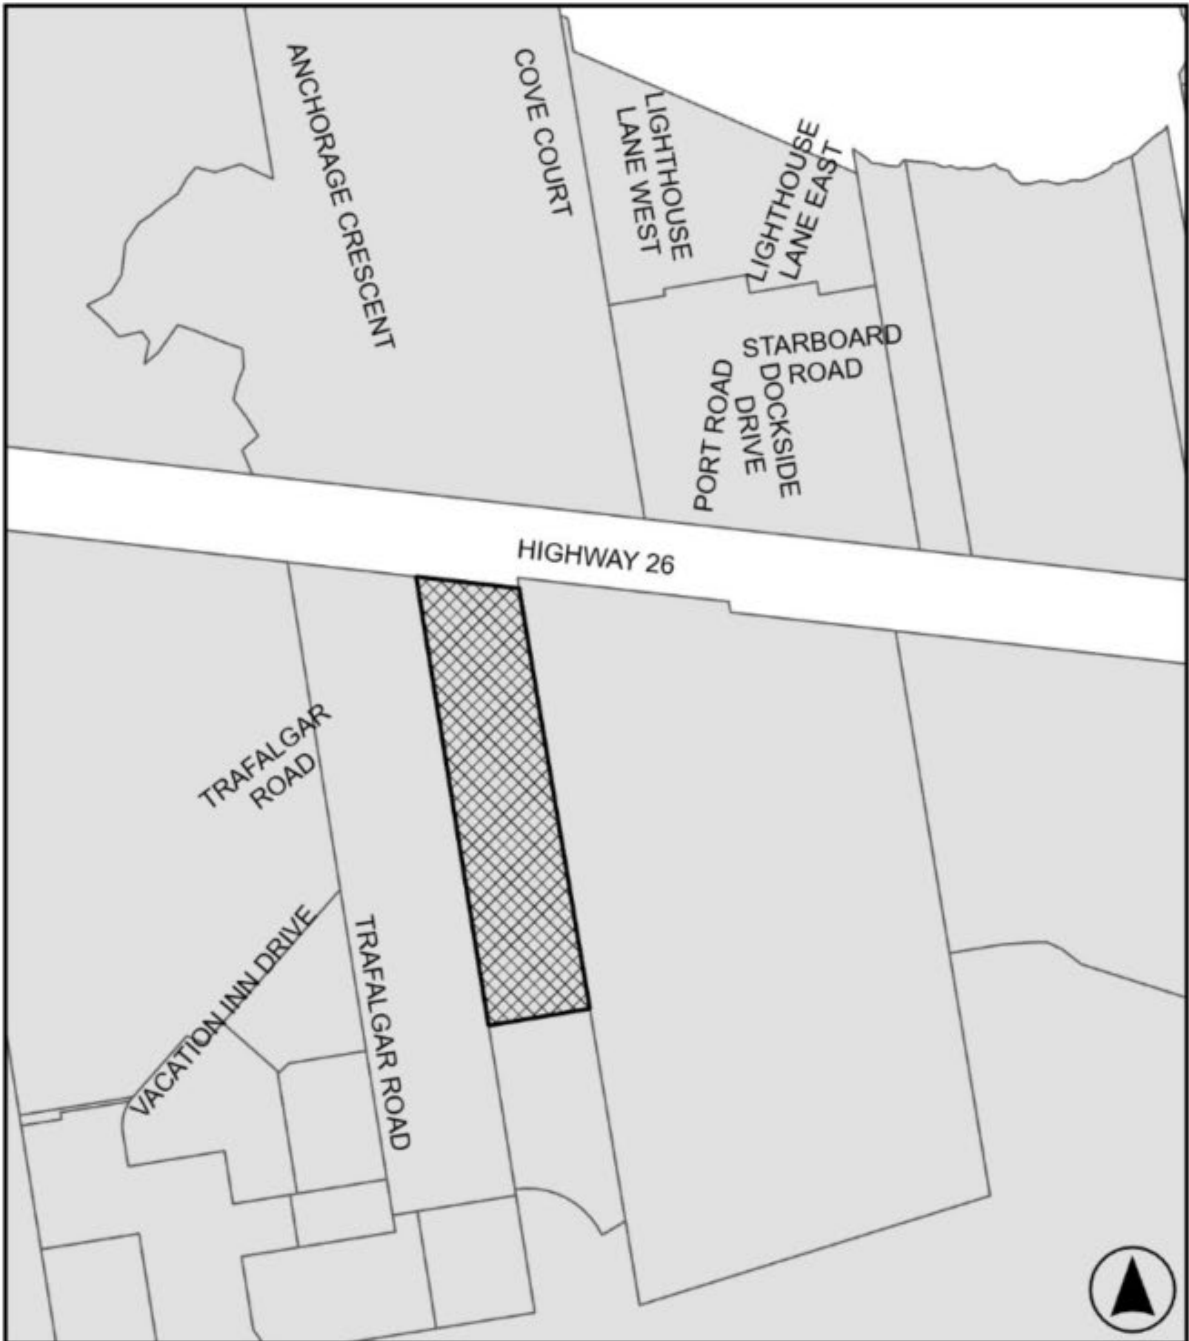 ANCHORAGE CRESCENT
COVE COURT
LIGHTHOUSE
LANE WEST
LIGHTHOUSE
LANE EAST
STARBOARD
ROAD
PORT ROAD
DOCKSIDE
DRIVE
HIGHWAY 26
TRAFALGAR
ROAD
VACATION INN DRIVE
TRAFALGAR ROAD